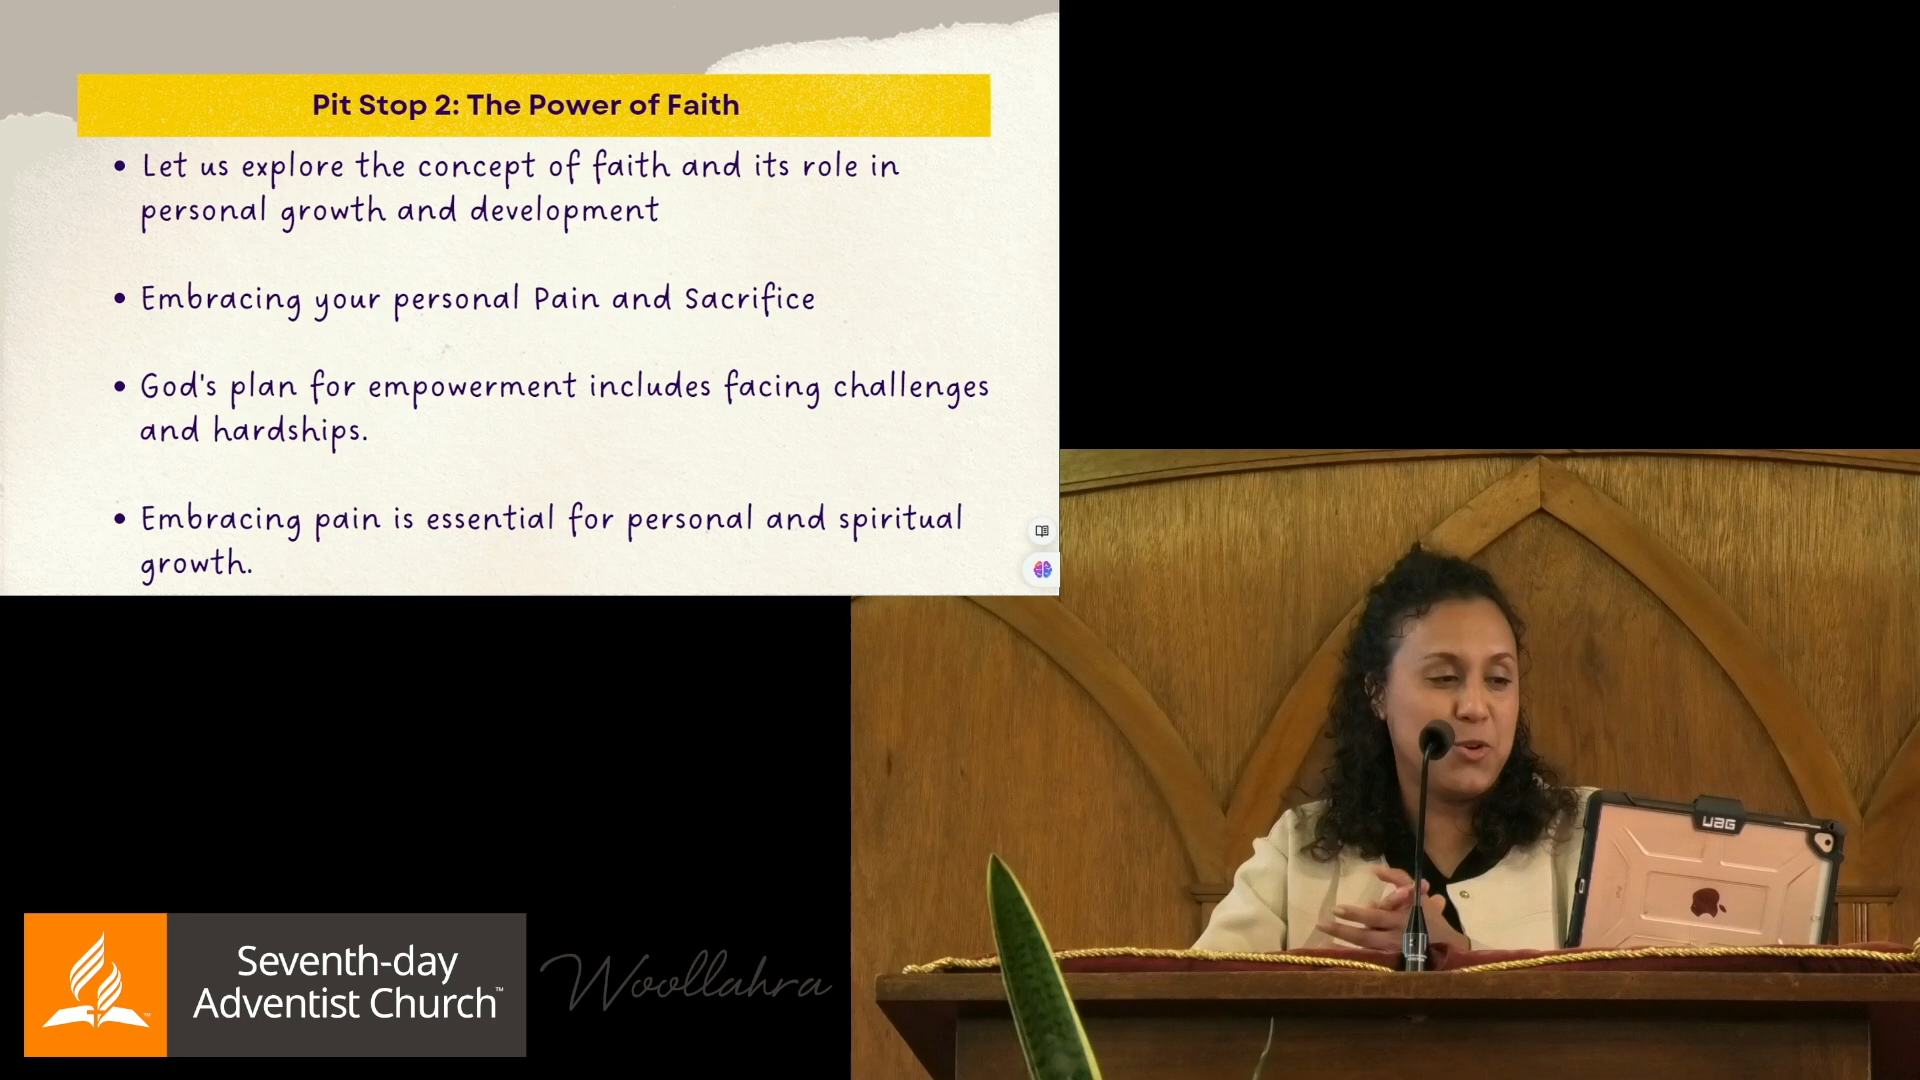 Pit Stop 2: The Power of Faith
• Let us explore the concept of faith and its role in
personal growth and development
• Embracing your personal Pain and Sacrifice
• God's plan for empowerment includes facing challenges
and hardships.
• Embracing pain is essential for personal and spiritual
growth.
UAG
Seventh-day
Adventist Church™
Woollahra